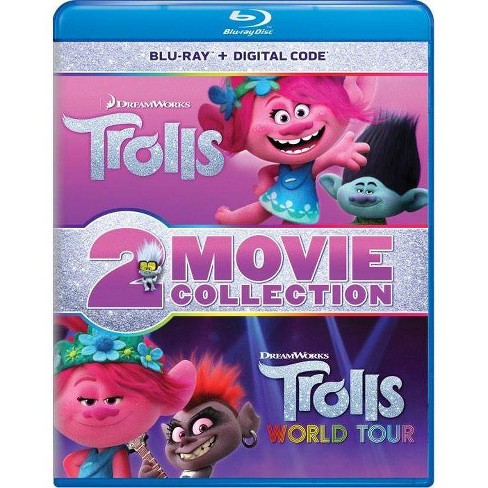 Blu-ray Disc
BLU-RAY + DIGITAL CODE
DREAMWORKS
Trolls
2 MOVIE
COLLECTION
DREAMWORKS
Trolls
WORLD TOUR